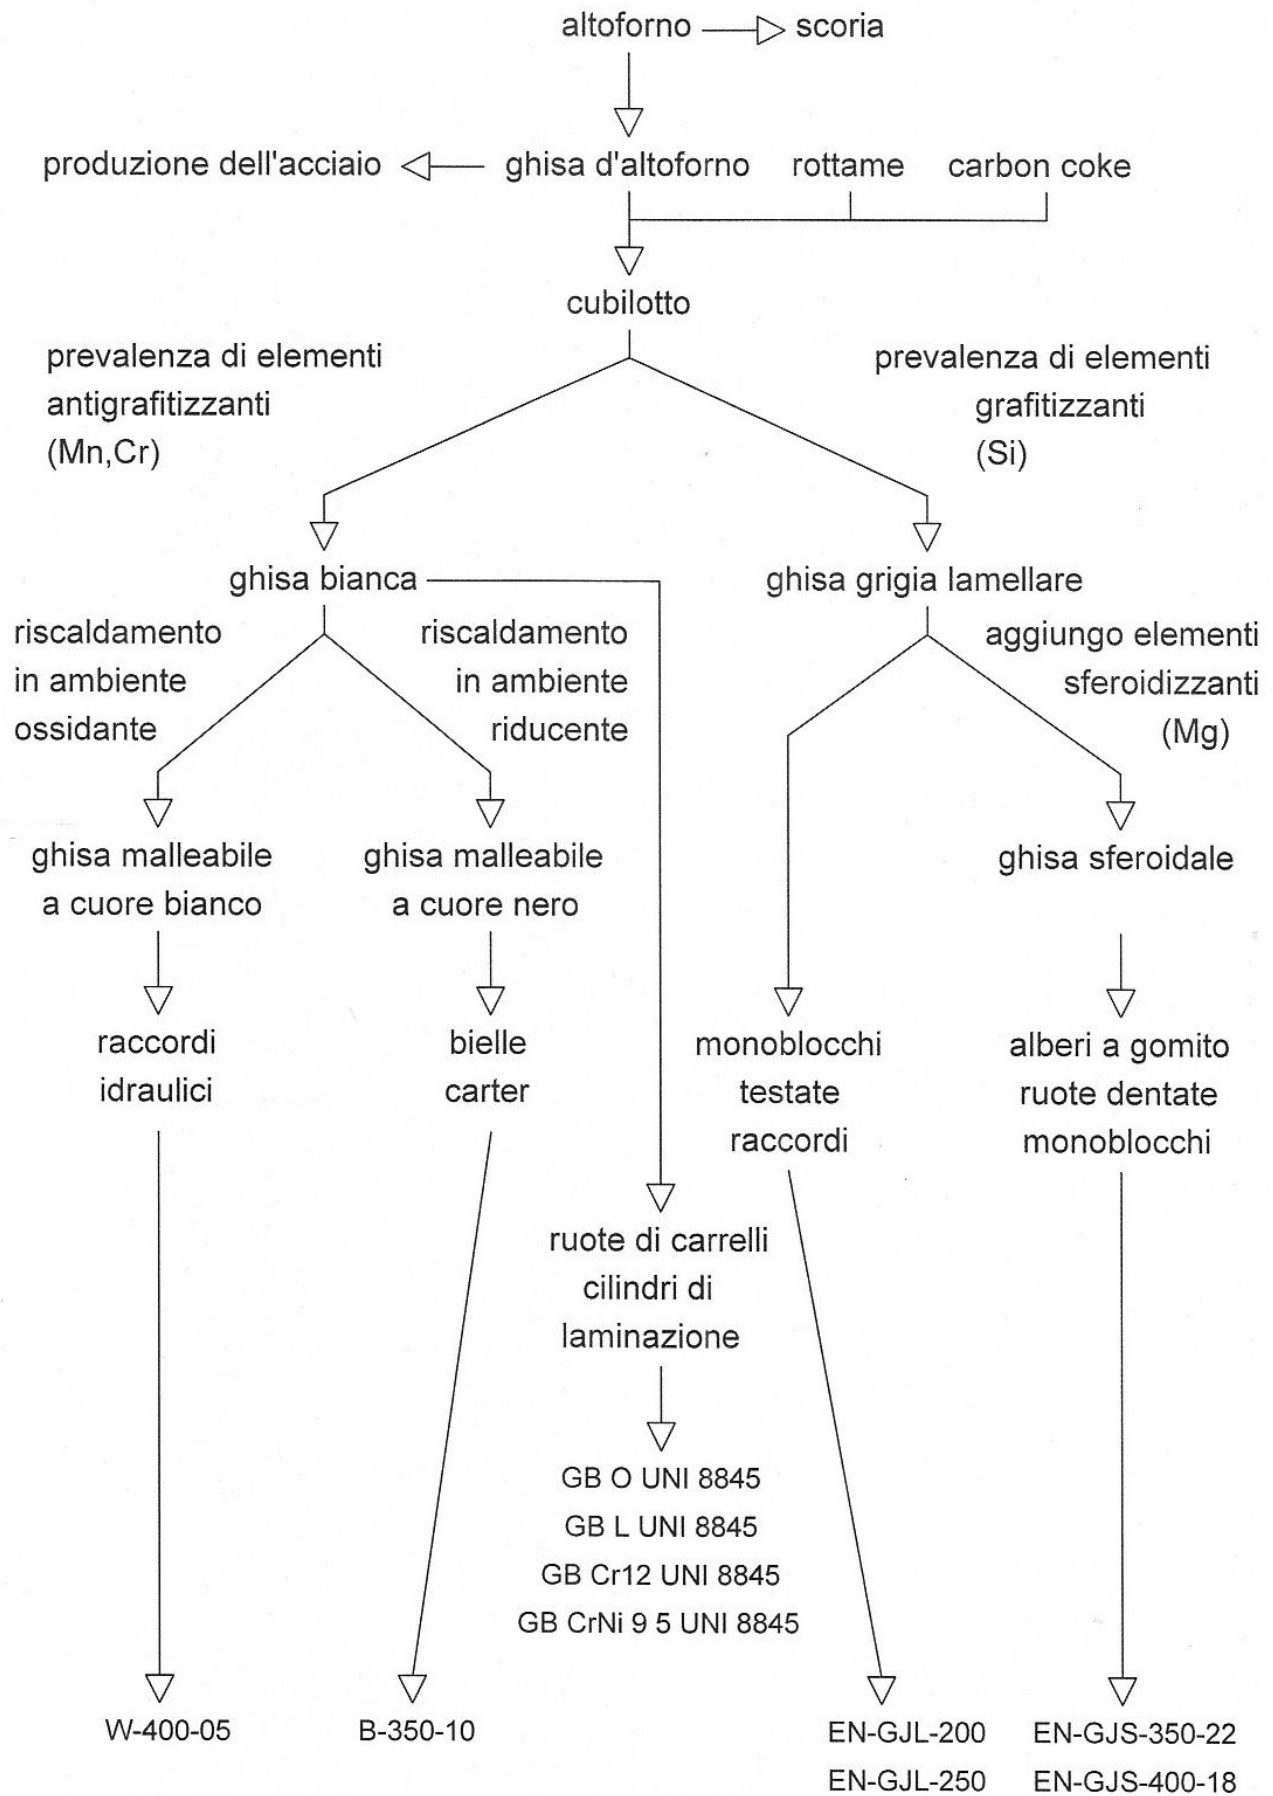 altoforno
scoria
produzione dell'acciaio
ghisa d'altoforno
rottame
carbon coke
cubilotto
prevalenza di elementi
antigrafitizzanti
(Mn,Cr)
prevalenza di elementi
grafitizzanti
(Si)
ghisa bianca
ghisa grigia lamellare
riscaldamento
in ambiente
ossidante
riscaldamento
in ambiente
riducente
aggiungo elementi
sferoidizzanti
(Mg)
ghisa malleabile
a cuore bianco
ghisa malleabile
a cuore nero
ghisa sferoidale
raccordi
idraulici
bielle
carter
monoblocchi
testate
raccordi
alberi a gomito
ruote dentate
monoblocchi
ruote di carrelli
cilindri di
laminazione
GB O UNI 8845
GB L UNI 8845
GB Cr12 UNI 8845
GB CrNi 9 5 UNI 8845
W-400-05
B-350-10
EN-GJL-200
EN-GJL-250
EN-GJS-350-22
EN-GJS-400-18